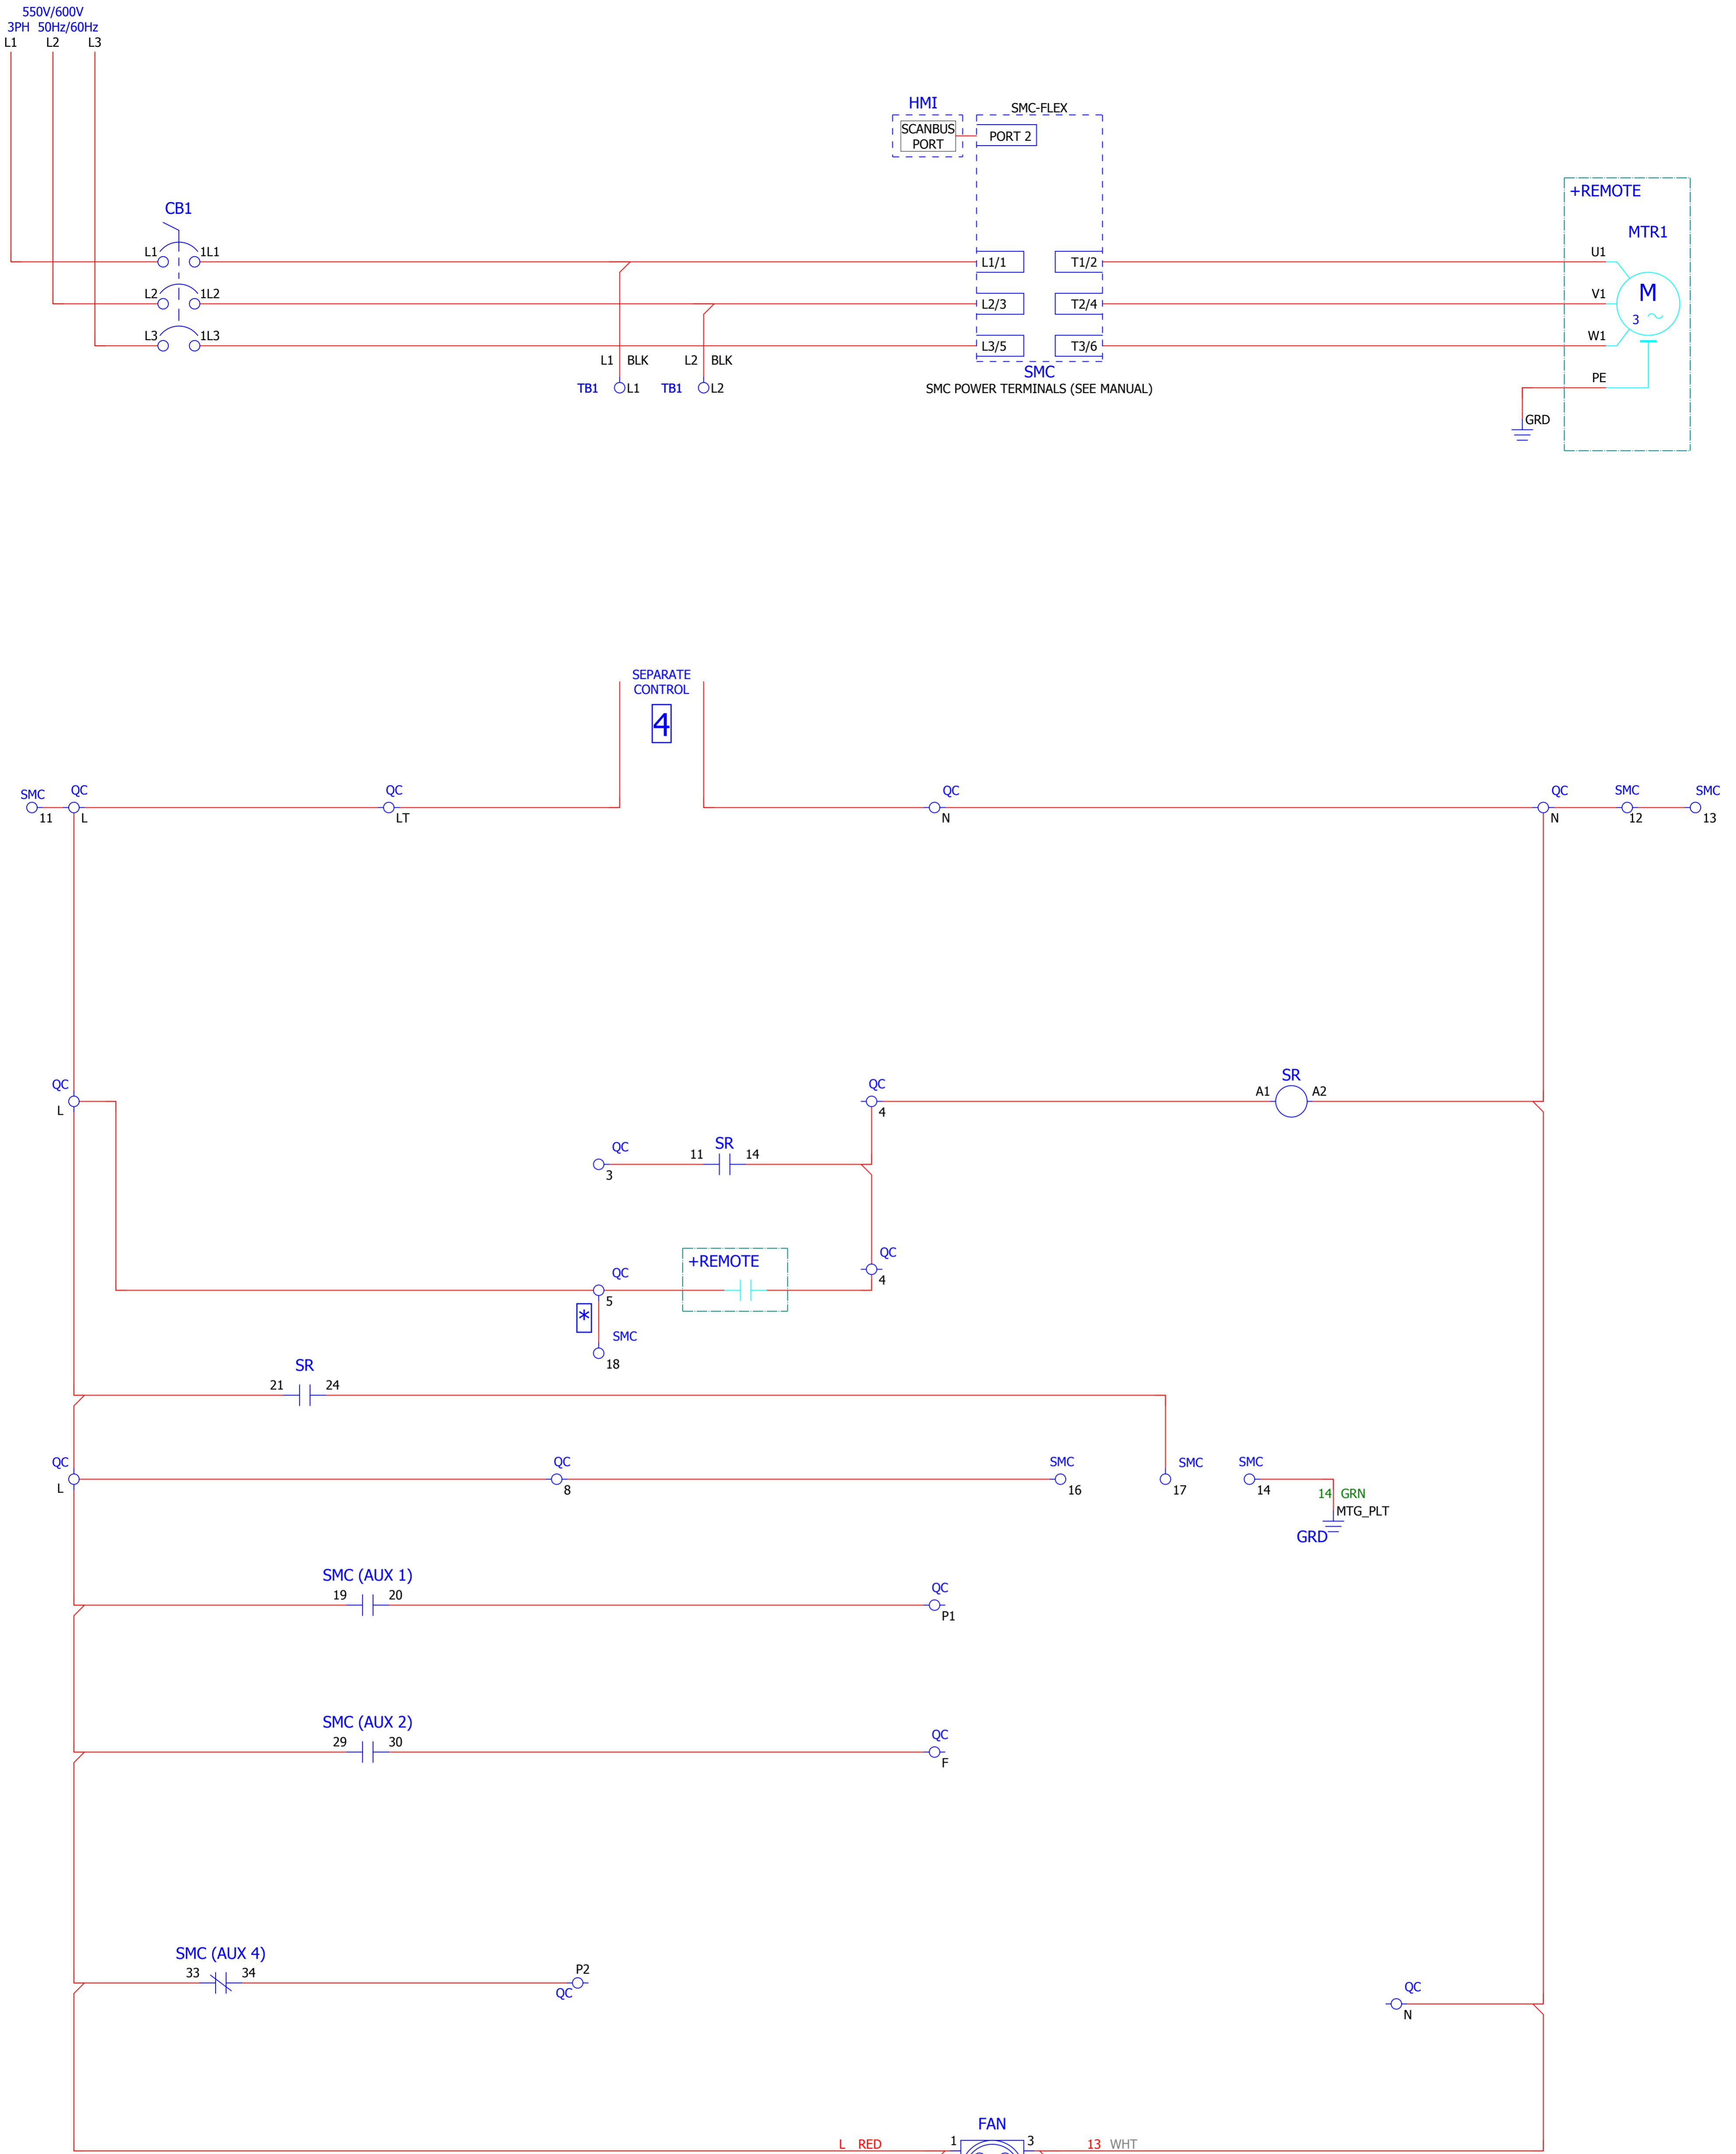 550V/600V
3PH 50Hz/60Hz
L1 L2 L3
HMI
SMC-FLEX
SCANBUS
PORT
PORT 2
+REMOTE
CB1
MTR1
L1 1L1
L1/1 T1/2
U1
L2 1L2
L2/3 T2/4
V1
M
3
L3 1L3
L3/5 T3/6
W1
L1 BLK L2 BLK
SMC
PE
TB1 L1 TB1 L2
SMC POWER TERMINALS (SEE MANUAL)
GRD
SEPARATE
CONTROL
4
SMC QC QC QC QC SMC SMC
11 L LT N N 12 13
QC
L
QC
4
SR
A1 A2
QC
3
SR
11 14
+REMOTE
QC
4
QC
5
*
SMC
18
SR
21 24
QC
L
QC
8
SMC
16
SMC
17
SMC
14
14 GRN
MTG_PLT
GRD
SMC (AUX 1)
19 20
QC
P1
SMC (AUX 2)
29 30
QC
F
SMC (AUX 4)
33 34
P2
QC
QC
N
FAN
L RED 1 3 13 WHT